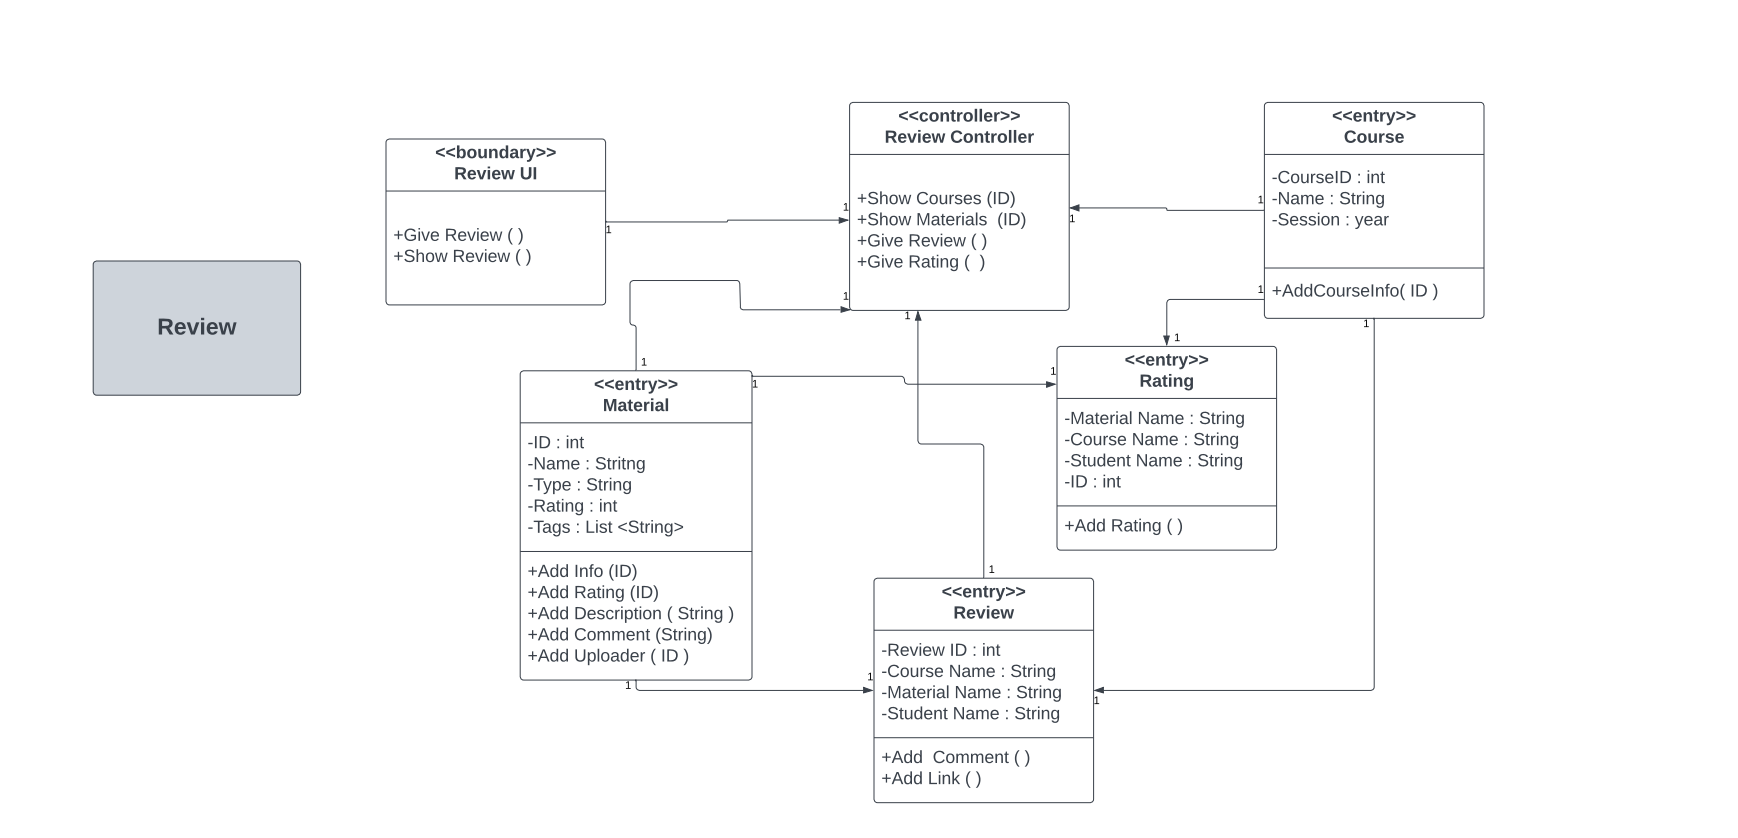 Review
<<boundary>>
Review UI
+Give Review ( )
+Show Review ( )
1
1
<<controller>>
Review Controller
+Show Courses (ID)
+Show Materials  (ID)
+Give Review ( )
+Give Rating (  )
1
1
1
1
<<entry>>
Course
-CourseID : int
-Name : String
-Session : year
+AddCourseInfo( ID )
1
1
1
<<entry>>
Material
-ID : int
-Name : Stritng
-Type : String
-Rating : int
-Tags : List <String>
+Add Info (ID)
+Add Rating (ID)
+Add Description ( String )
+Add Comment (String)
+Add Uploader ( ID )
1
1
1
<<entry>>
Rating
-Material Name : String
-Course Name : String
-Student Name : String
-ID : int
+Add Rating ( )
1
<<entry>>
Review
-Review ID : int
-Course Name : String
-Material Name : String
-Student Name : String
+Add  Comment ( )
+Add Link ( )
1
1